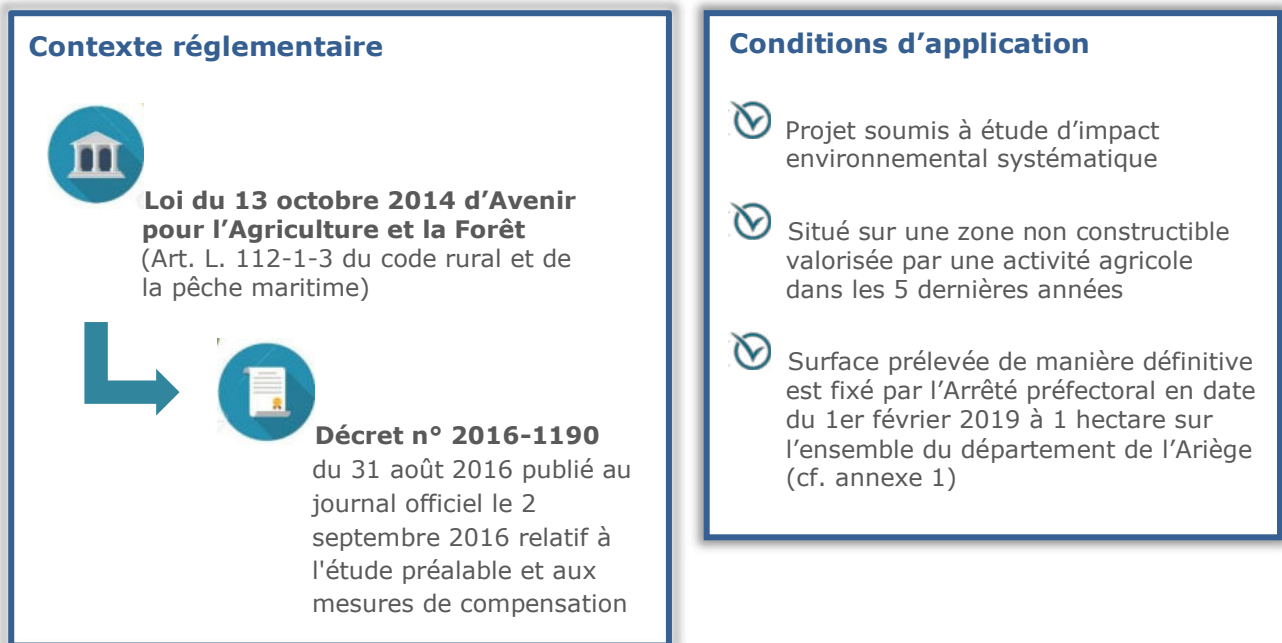 Contexte réglementaire
Loi du 13 octobre 2014 d’Avenir
pour l’Agriculture et la Forêt
(Art. L. 112-1-3 du code rural et de
la pêche maritime)
Décret n° 2016-1190
du 31 août 2016 publié au
journal officiel le 2
septembre 2016 relatif à
l'étude préalable et aux
mesures de compensation
Conditions d’application
Projet soumis à étude d’impact
environnemental systématique
Situé sur une zone non constructible
valorisée par une activité agricole
dans les 5 dernières années
Surface prélevée de manière définitive
est fixé par l’Arrêté préfectoral en date
du 1er février 2019 à 1 hectare sur
l’ensemble du département de l’Ariège
(cf. annexe 1)